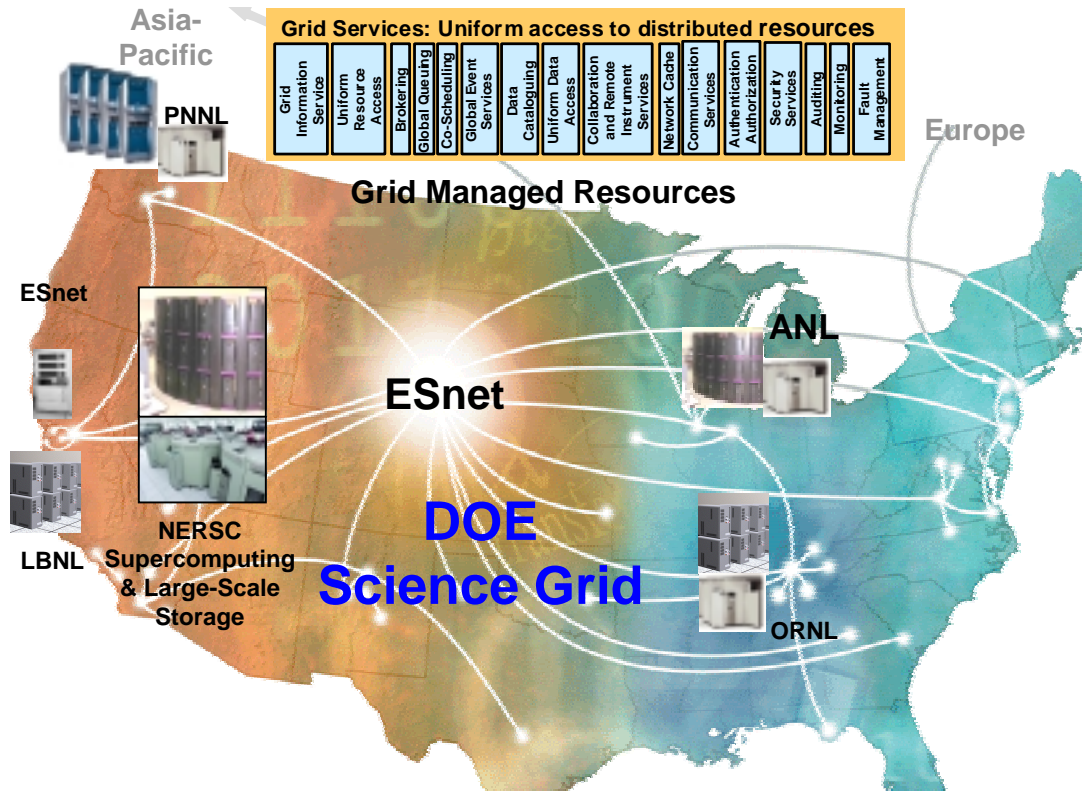 Asia-
Pacific
Grid Services: Uniform access to distributed resources
Grid
Information
Service
Uniform
Resource
Access
Brokering
Global Queuing
Co-Scheduling
Global Event
Services
Data
Cataloguing
Uniform Data
Access
Collaboration
and Remote
Instrument
Services
Network Cache
Communication
Services
Authentication
Authorization
Security
Services
Auditing
Monitoring
Fault
Management
PNNL
Europe
Grid Managed Resources
ESnet
ANL
ESnet
DOE
Science Grid
LBNL
NERSC
Supercomputing
& Large-Scale
Storage
ORNL